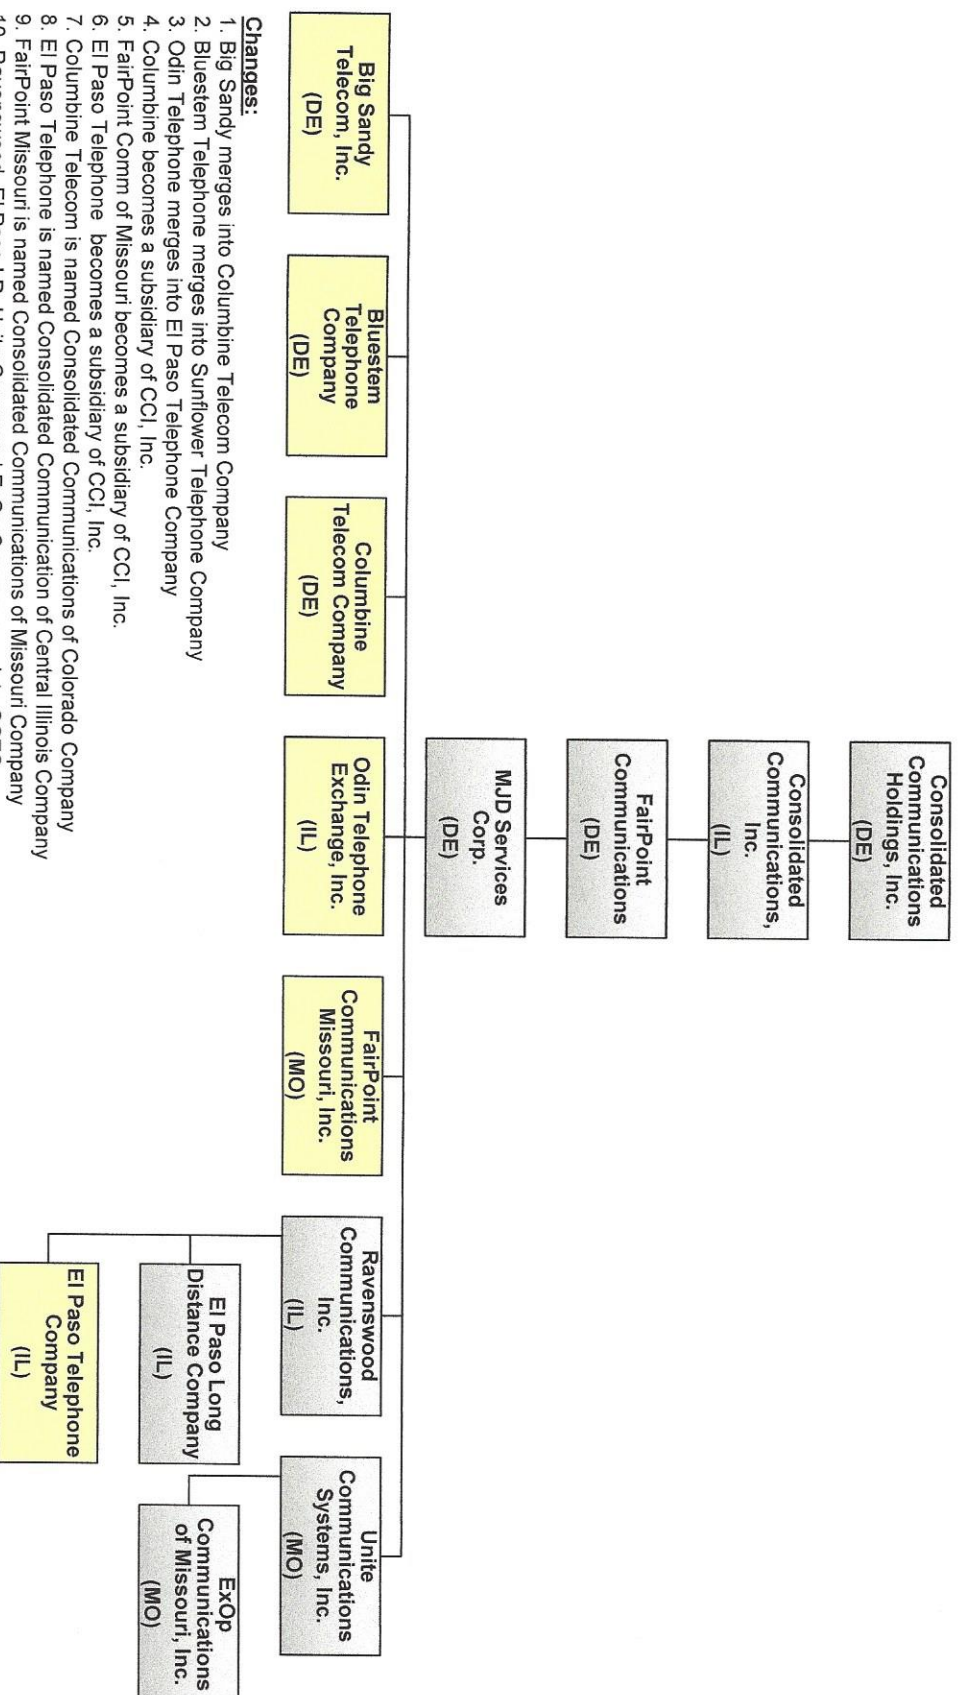 Consolidated
Communications
Holdings, Inc.
(DE)
Consolidated
Communications,
Inc.
(IL)
FairPoint
Communications
(DE)
MJD Services
Corp.
(DE)
Big Sandy
Telecom, Inc.
(DE)
Bluestem
Telephone
Company
(DE)
Columbine
Telecom Company
(DE)
Odin Telephone
Exchange, Inc.
(IL)
FairPoint
Communications
Missouri, Inc.
(MO)
Ravenswood
Communications,
Inc.
(IL)
Unite
Communications
Systems, Inc.
(MO)
El Paso Long
Distance Company
(IL)
ExOp
Communications
of Missouri, Inc.
(MO)
El Paso Telephone
Company
(IL)
Changes:
1. Big Sandy merges into Columbine Telecom Company
2. Bluestem Telephone merges into Sunflower Telephone Company
3. Odin Telephone merges into El Paso Telephone Company
4. Columbine becomes a subsidiary of CCI, Inc.
5. FairPoint Comm of Missouri becomes a subsidiary of CCI, Inc.
6. El Paso Telephone becomes a subsidiary of CCI, Inc.
7. Columbine Telecom is named Consolidated Communications of Colorado Company
8. El Paso Telephone is named Consolidated Communication of Central Illinois Company
9. FairPoint Missouri is named Consolidated Communications of Missouri Company